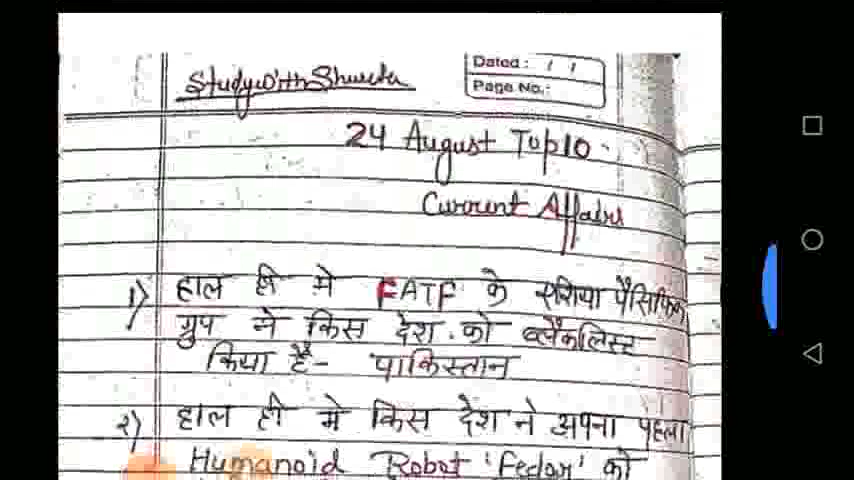 StudywithShweta
Dated: / /
Page No.:
24 August Top10
Current Affairs
1) हाल ही मे FATF के एशिया पैसिफिक
ग्रुप ने किस देश को ब्लैकलिस्ट
किया है- पाकिस्तान
2) हाल ही मे किस देश ने अपना पहला
Humanoid Robot 'Fedor' को